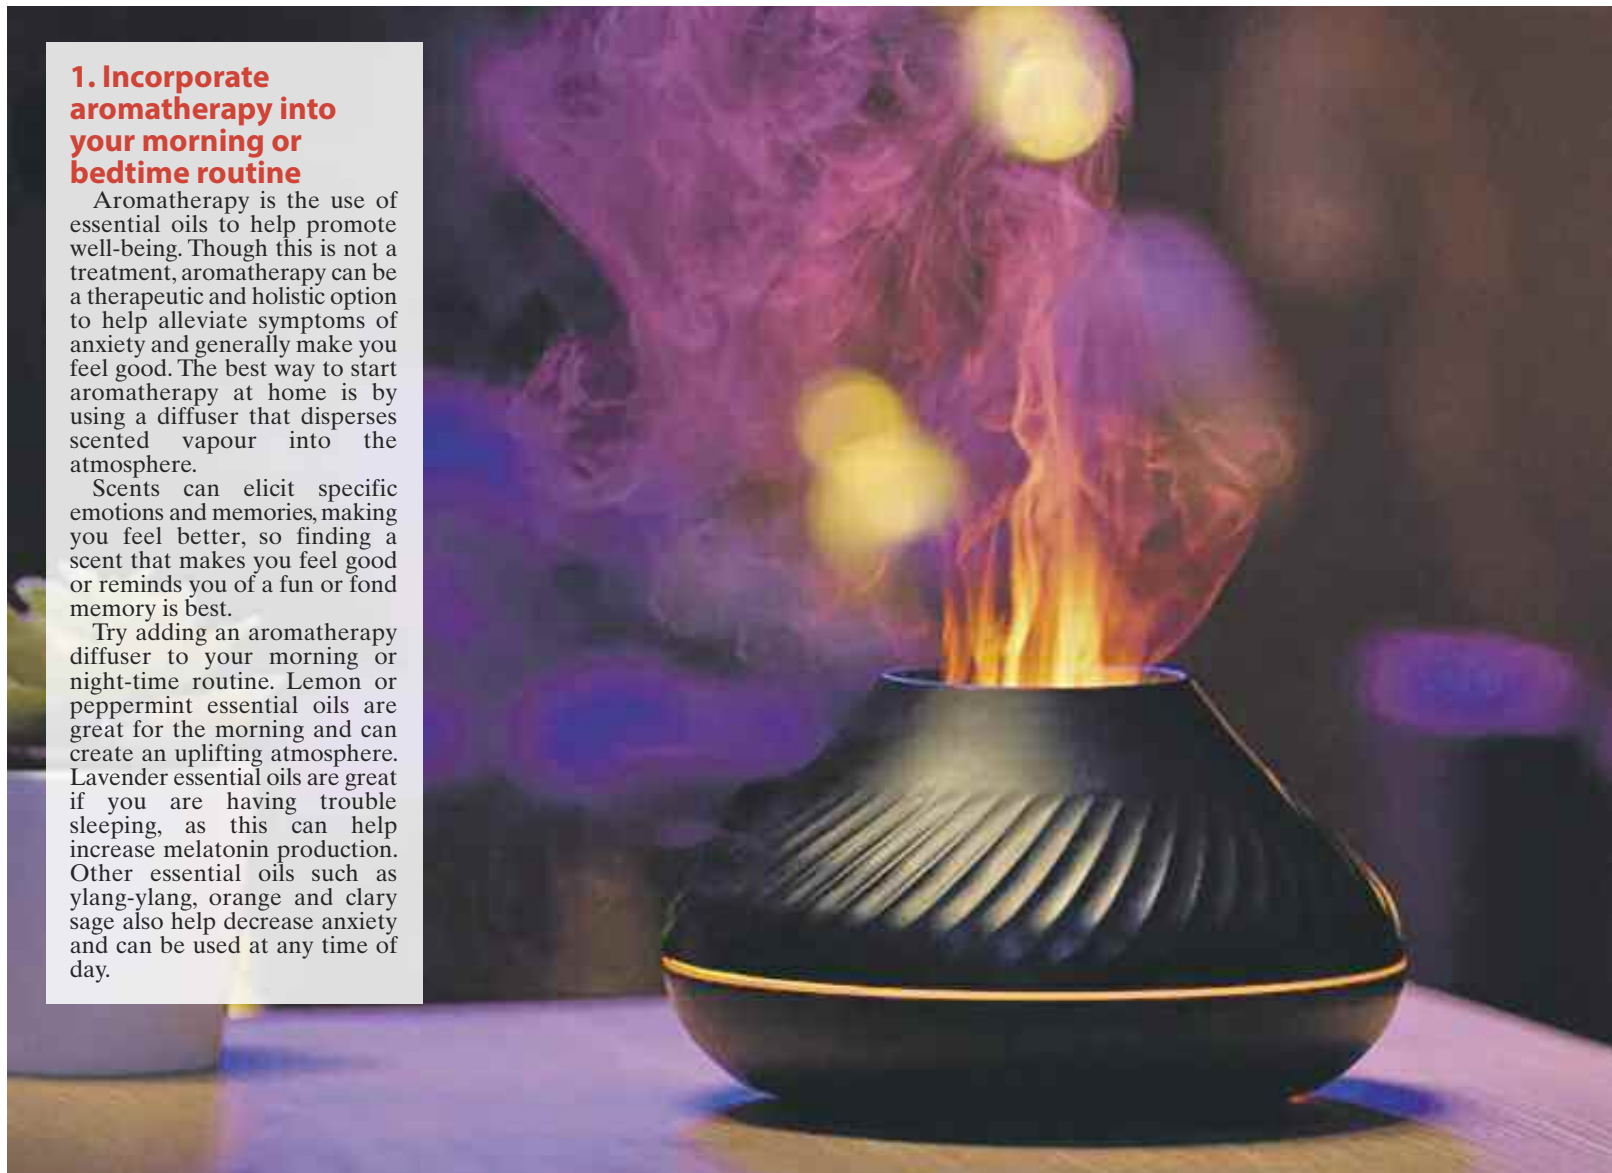 1. Incorporate
aromatherapy into
your morning or
bedtime routine
Aromatherapy is the use of
essential oils to help promote
well-being. Though this is not a
treatment, aromatherapy can be
a therapeutic and holistic option
to help alleviate symptoms of
anxiety and generally make you
feel good. The best way to start
aromatherapy at home is by
using a diffuser that disperses
scented vapour into the
atmosphere.
Scents can elicit specific
emotions and memories, making
you feel better, so finding a
scent that makes you feel good
or reminds you of a fun or fond
memory is best.
Try adding an aromatherapy
diffuser to your morning or
night-time routine. Lemon or
peppermint essential oils are
great for the morning and can
create an uplifting atmosphere.
Lavender essential oils are great
if you are having trouble
sleeping, as this can help
increase melatonin production.
Other essential oils such as
ylang-ylang, orange and clary
sage also help decrease anxiety
and can be used at any time of
day.